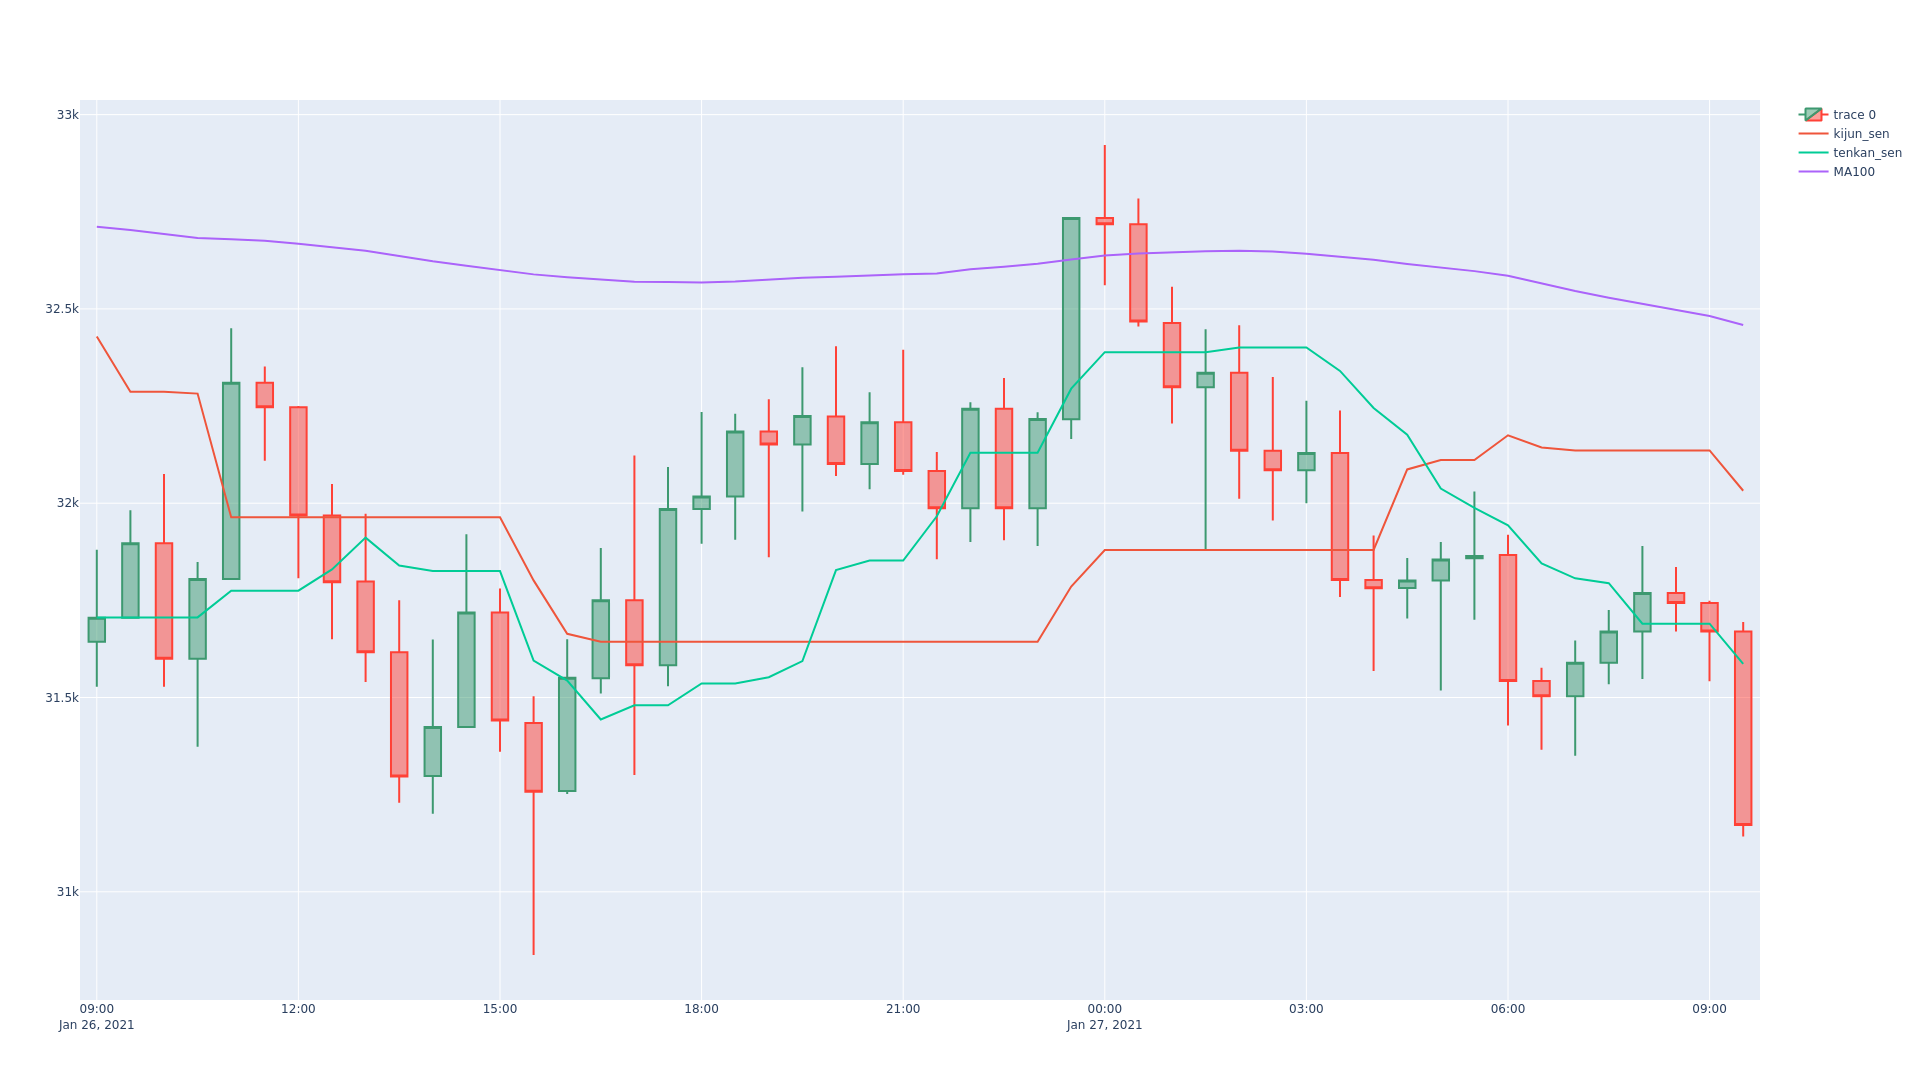 33k
32.5k
32k
31.5k
31k
09:00
Jan 26, 2021
12:00
15:00
18:00
21:00
00:00
Jan 27, 2021
03:00
06:00
09:00
trace 0
kijun_sen
tenkan_sen
MA100